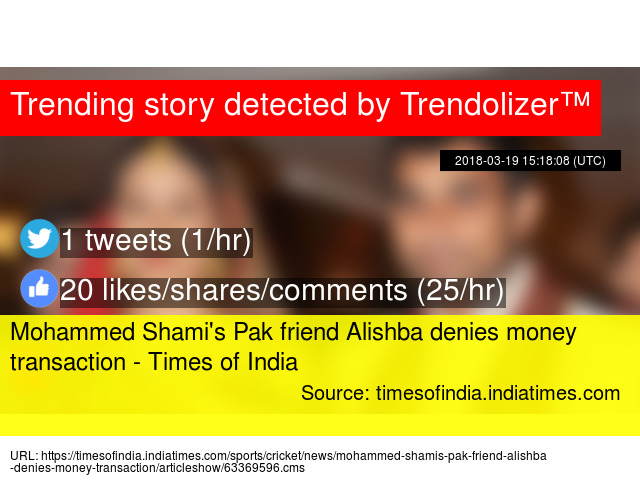 Trending story detected by Trendolizer™
2018-03-19 15:18:08 (UTC)
1 tweets (1/hr)
20 likes/shares/comments (25/hr)
Mohammed Shami's Pak friend Alishba denies money
transaction - Times of India
Source: timesofindia.indiatimes.com
URL: https://timesofindia.indiatimes.com/sports/cricket/news/mohammed-shamis-pak-friend-alishba
-denies-money-transaction/articleshow/63369596.cms